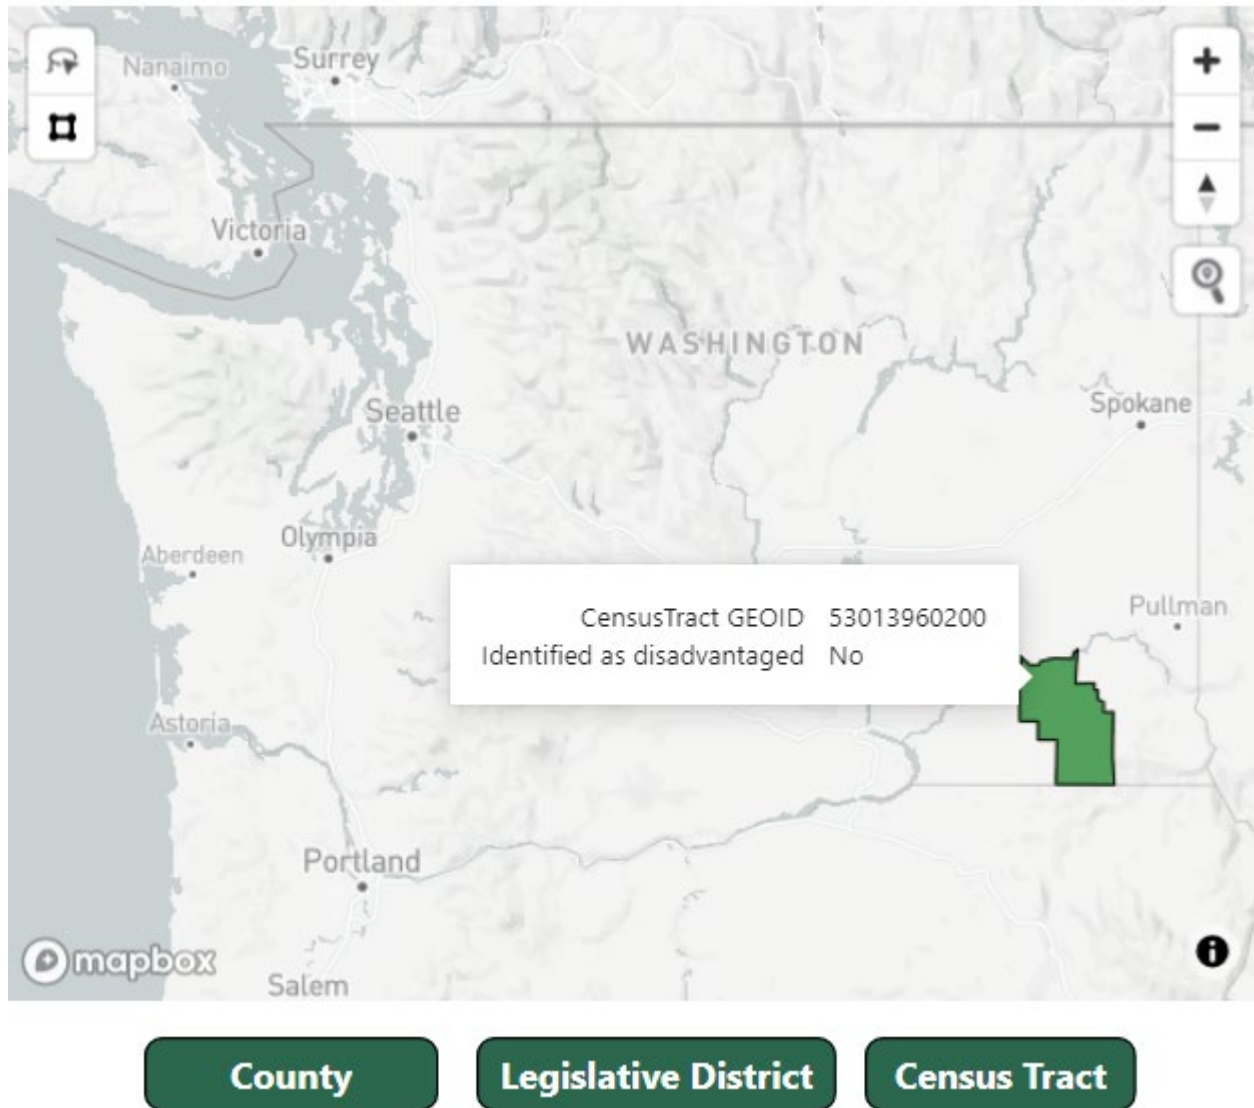 Nanaimo
Surrey
Victoria
WASHINGTON
Seattle
Spokane
Olympia
Aberdeen
CensusTract GEOID 53013960200
Identified as disadvantaged No
Pullman
Astoria
Portland
mapbox
Salem
County
Legislative District
Census Tract